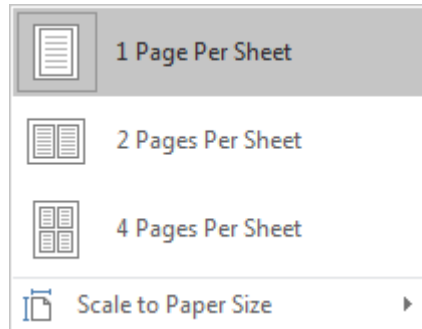 1 Page Per Sheet
2 Pages Per Sheet
4 Pages Per Sheet
Scale to Paper Size